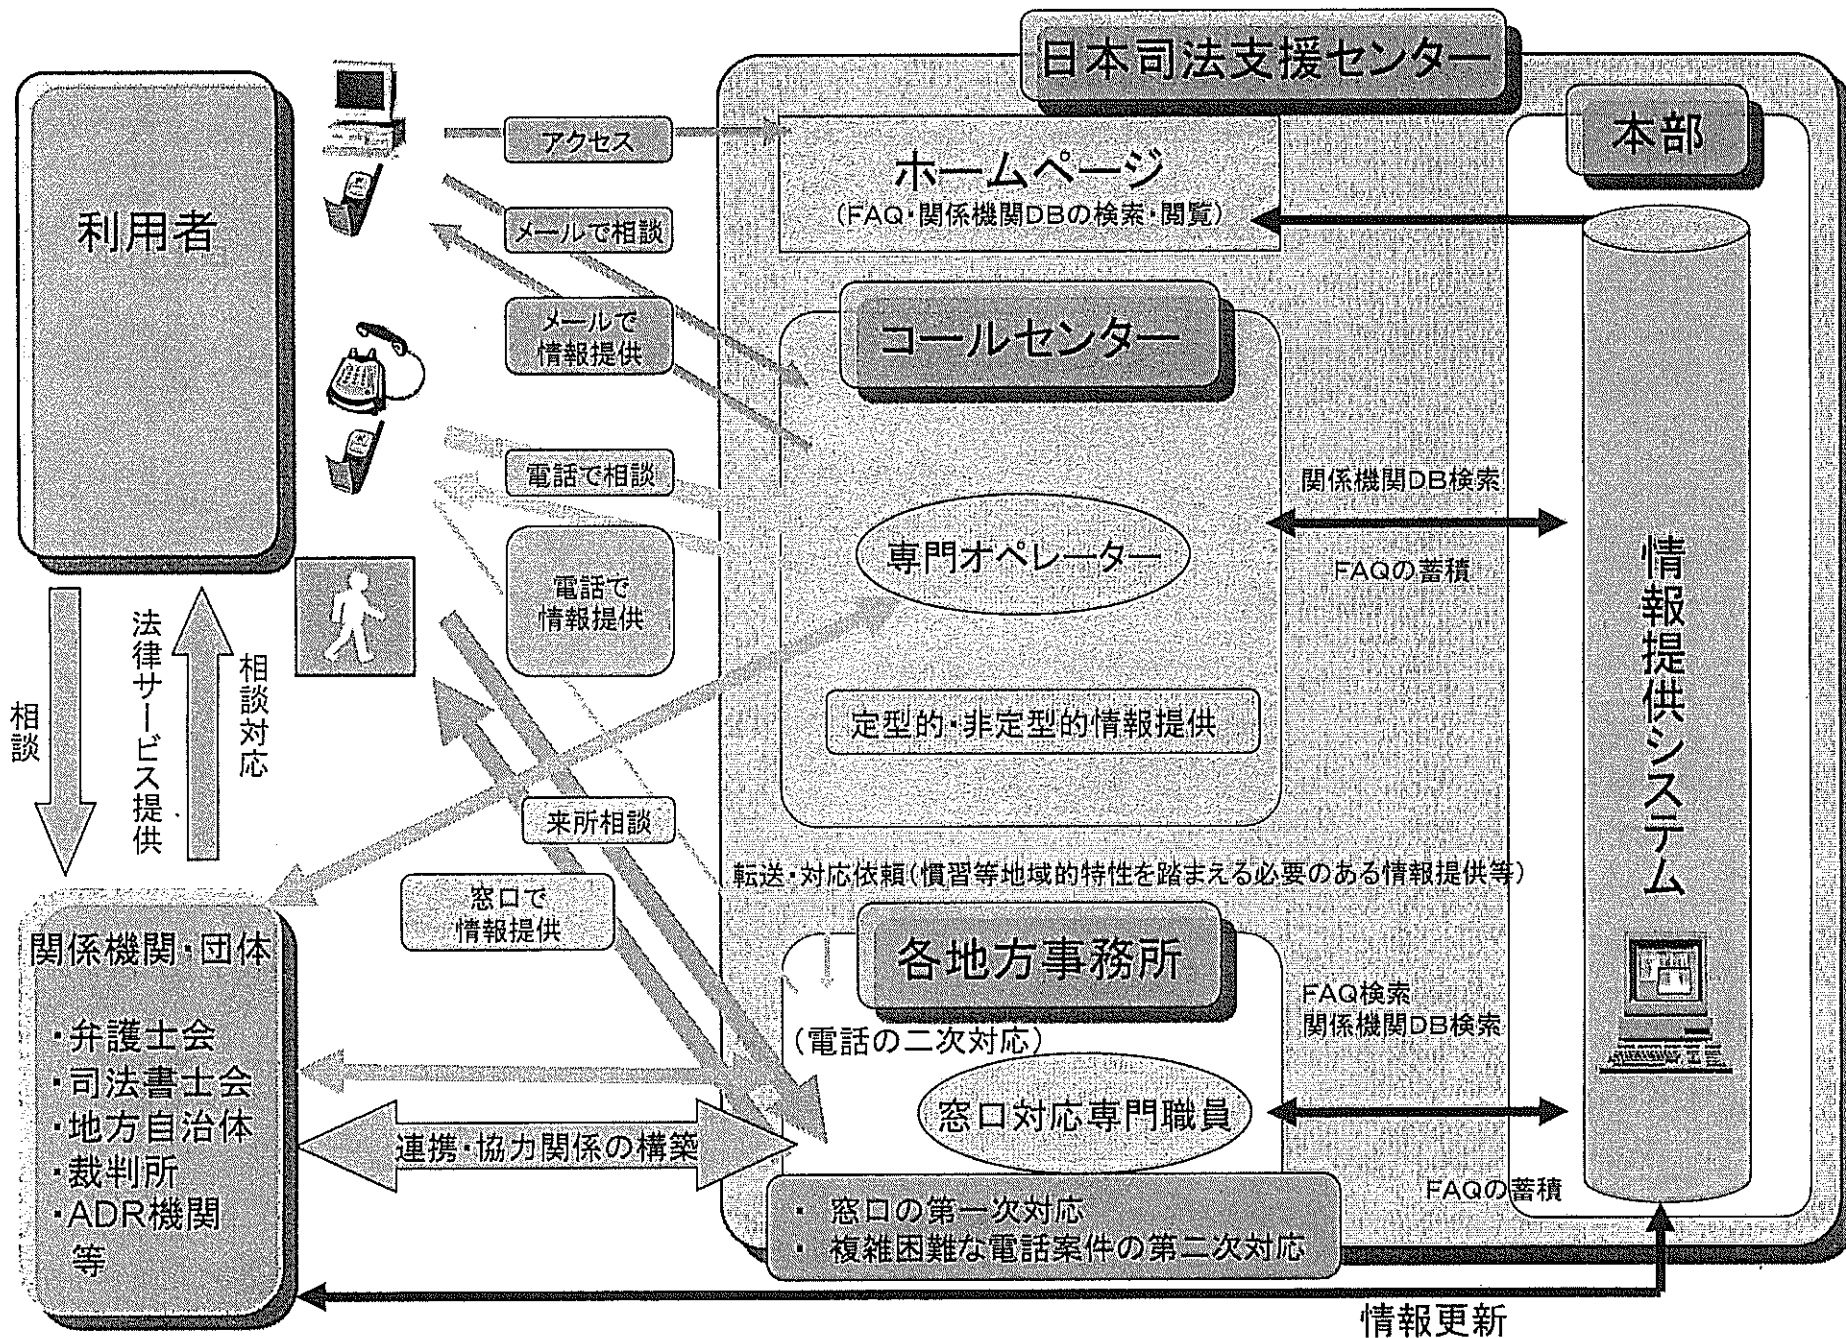 日本司法支援センター
本部
利用者
アクセス
ホームページ
(FAQ・関係機関DBの検索・閲覧)
メールで相談
メールで
情報提供
コールセンター
電話で相談
電話で
情報提供
専門オペレーター
関係機関DB検索
FAQの蓄積
定型的・非定型的情報提供
情報提供システム
相談
法律サービス提供
相談対応
来所相談
窓口で
情報提供
転送・対応依頼(慣習等地域的特性を踏まえる必要のある情報提供等)
関係機関・団体
・弁護士会
・司法書士会
・地方自治体
・裁判所
・ADR機関
等
各地方事務所
(電話の二次対応)
窓口対応専門職員
FAQ検索
関係機関DB検索
FAQの蓄積
連携・協力関係の構築
・ 窓口の第一次対応
・ 複雑困難な電話案件の第二次対応
情報更新